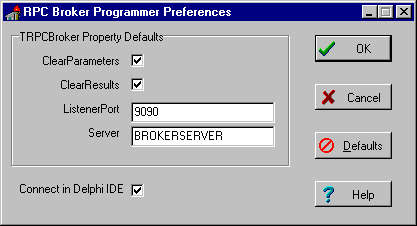 RPC Broker Programmer Preferences
TRPCBroker Property Defaults
ClearParameters
ClearResults
ListenerPort 9090
Server BROKERSERVER
Connect in Delphi IDE
OK
Cancel
Defaults
Help